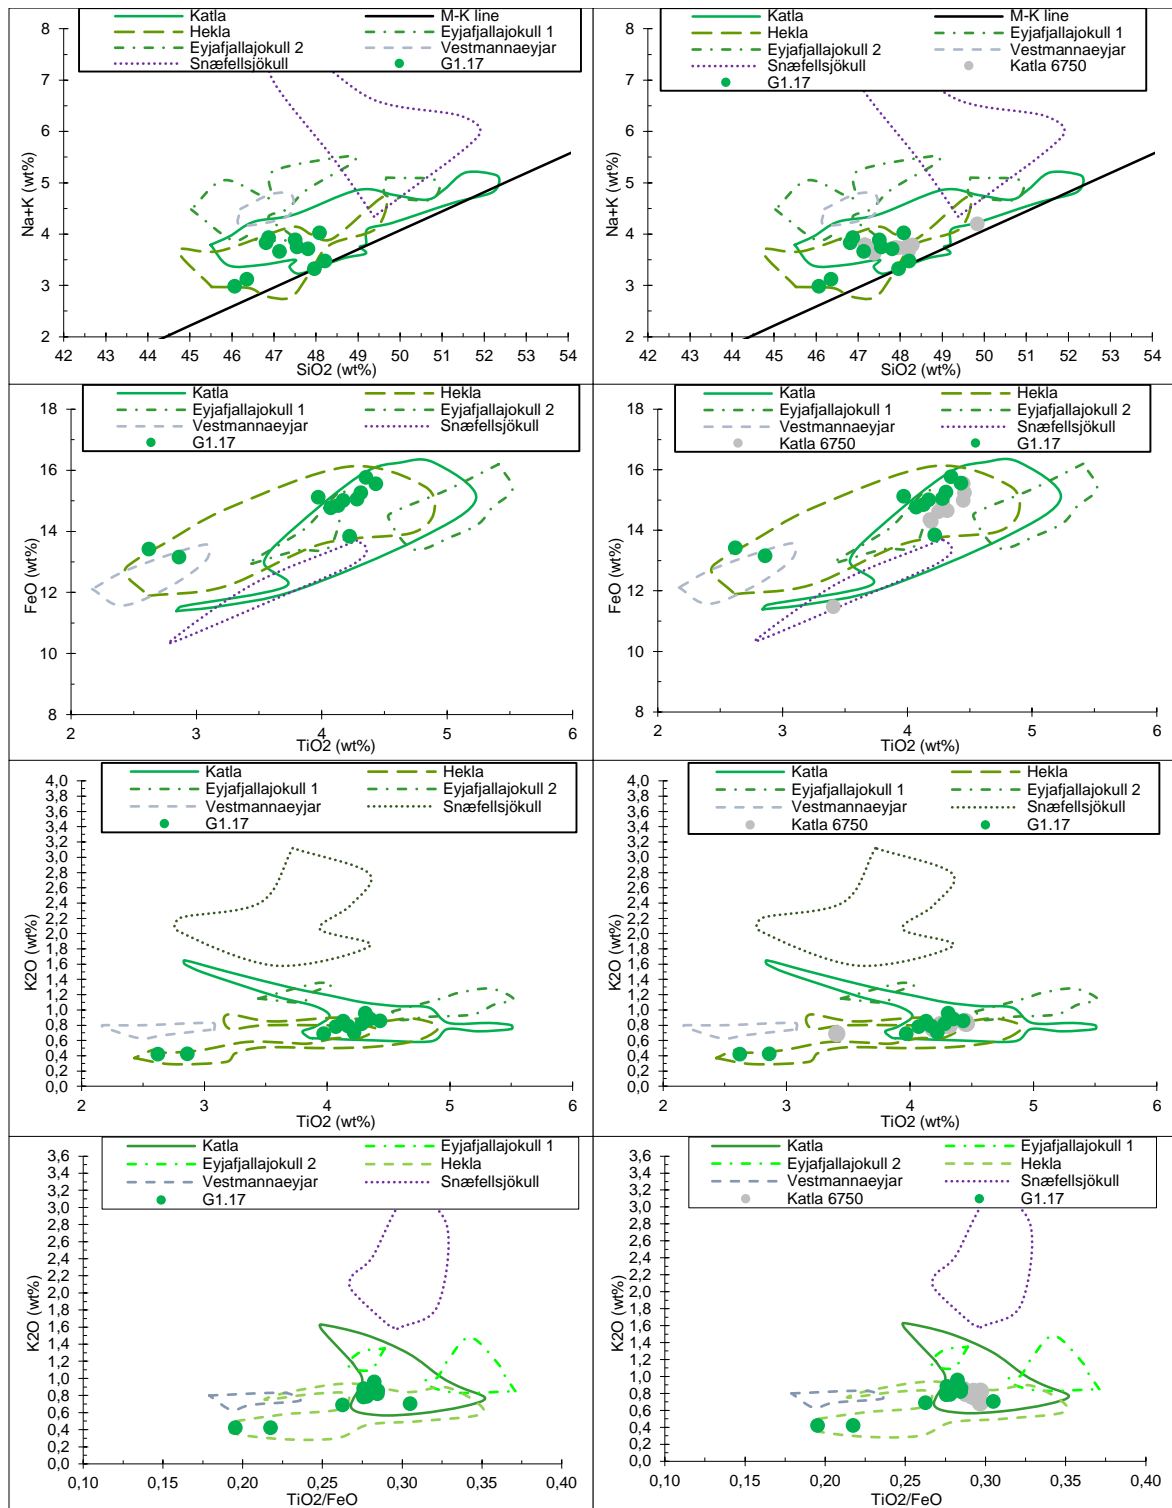 Katla M-K line
Hekla Eyjafjallajokull 1
Eyjafjallajokull 2 Vestmannaeyjar
Snæfellsjökull G1.17
Na+K (wt%)
8
7
6
5
4
3
2
42 43 44 45 46 47 48 49 50 51 52 53 54
SiO2 (wt%)
Katla M-K line
Hekla Eyjafjallajokull 1
Eyjafjallajokull 2 Vestmannaeyjar
Snæfellsjökull Katla 6750
G1.17
Na+K (wt%)
8
7
6
5
4
3
2
42 43 44 45 46 47 48 49 50 51 52 53 54
SiO2 (wt%)
Katla Hekla
Eyjafjallajokull 1 Eyjafjallajokull 2
Vestmannaeyjar Snæfellsjökull
G1.17
FeO (wt%)
18
16
14
12
10
8
2 3 4 5 6
TiO2 (wt%)
Katla Hekla
Eyjafjallajokull 1 Eyjafjallajokull 2
Vestmannaeyjar Snæfellsjökull
Katla 6750 G1.17
FeO (wt%)
18
16
14
12
10
8
2 3 4 5 6
TiO2 (wt%)
Katla Hekla
Eyjafjallajokull 1 Eyjafjallajokull 2
Vestmannaeyjar Snæfellsjökull
G1.17
K2O (wt%)
4,0
3,8
3,6
3,4
3,2
3,0
2,8
2,6
2,4
2,2
2,0
1,8
1,6
1,4
1,2
1,0
0,8
0,6
0,4
0,2
0,0
2 3 4 5 6
TiO2 (wt%)
Katla Hekla
Eyjafjallajokull 1 Eyjafjallajokull 2
Vestmannaeyjar Snæfellsjökull
Katla 6750 G1.17
K2O (wt%)
4,0
3,8
3,6
3,4
3,2
3,0
2,8
2,6
2,4
2,2
2,0
1,8
1,6
1,4
1,2
1,0
0,8
0,6
0,4
0,2
0,0
2 3 4 5 6
TiO2 (wt%)
Katla Eyjafjallajokull 1
Eyjafjallajokull 2 Hekla
Vestmannaeyjar Snæfellsjökull
G1.17
K2O (wt%)
3,6
3,4
3,2
3,0
2,8
2,6
2,4
2,2
2,0
1,8
1,6
1,4
1,2
1,0
0,8
0,6
0,4
0,2
0,0
0,10 0,15 0,20 0,25 0,30 0,35 0,40
TiO2/FeO
Katla Eyjafjallajokull 1
Eyjafjallajokull 2 Hekla
Vestmannaeyjar Snæfellsjökull
Katla 6750 G1.17
K2O (wt%)
3,6
3,4
3,2
3,0
2,8
2,6
2,4
2,2
2,0
1,8
1,6
1,4
1,2
1,0
0,8
0,6
0,4
0,2
0,0
0,10 0,15 0,20 0,25 0,30 0,35 0,40
TiO2/FeO